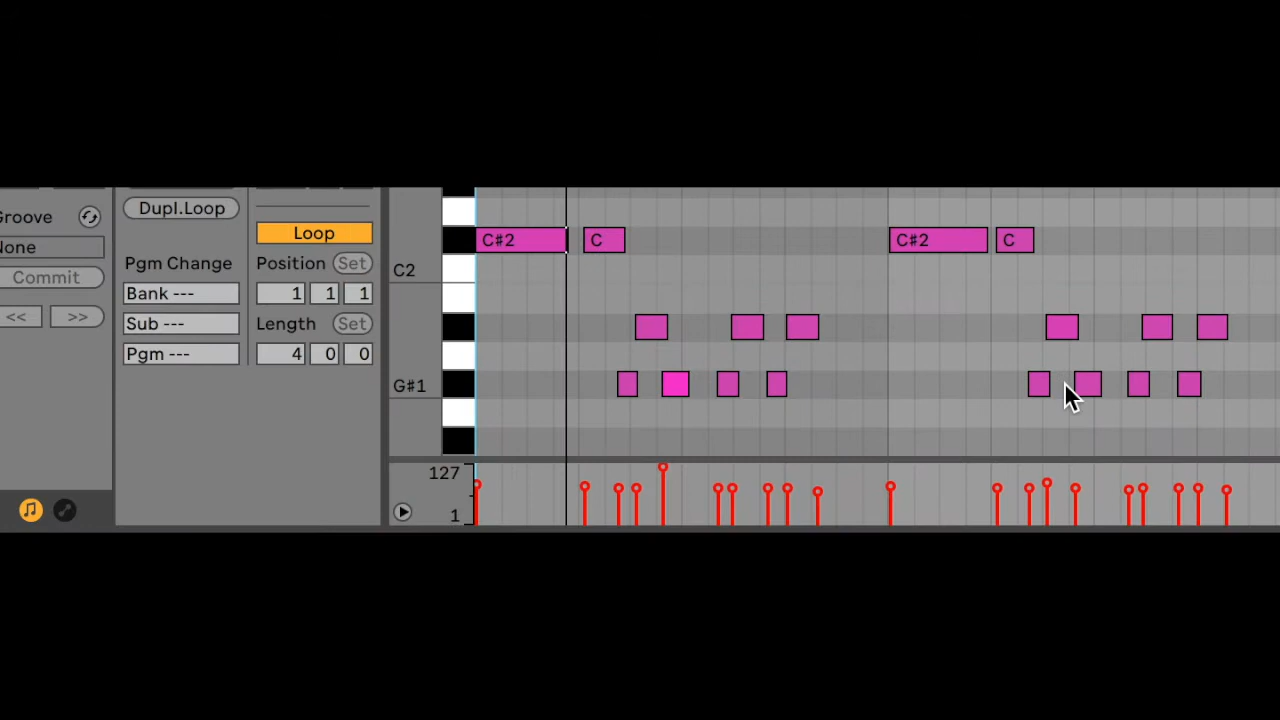 Dupl.Loop
Groove
Loop
None
C#2 C C#2 C
Pgm Change Position Set
C2
Commit
Bank --- 1 1 1
<< >>
Sub --- Length Set
Pgm --- 4 0 0
G#1
127
1